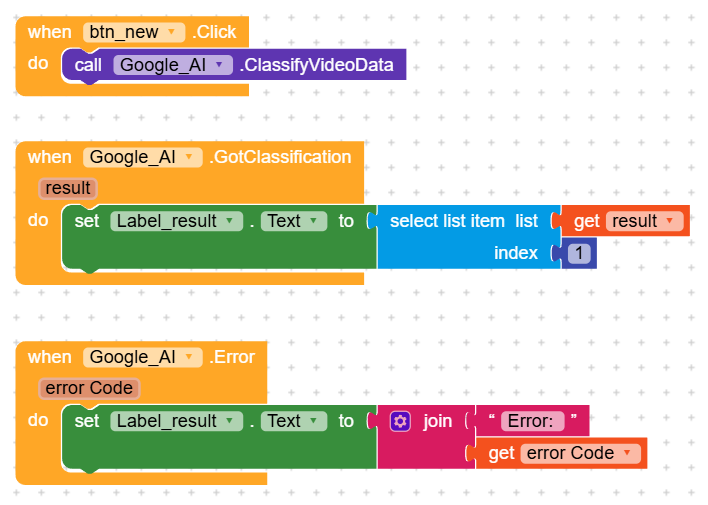 when btn_new .Click
do call Google_AI .ClassifyVideoData
when Google_AI .GotClassification
result
do set Label_result . Text to select list item list get result
index 1
when Google_AI .Error
error Code
do set Label_result . Text to join “ Error: ”
get error Code